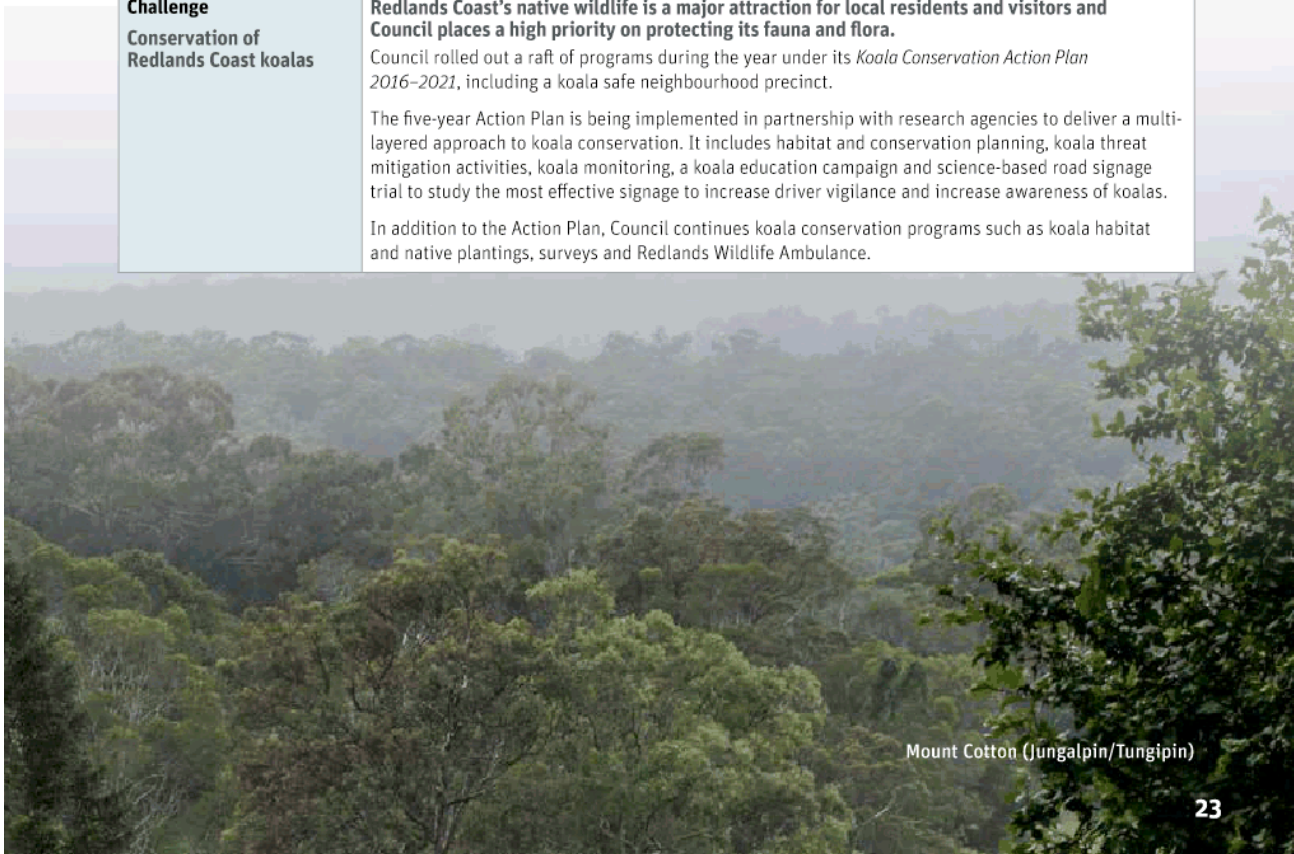 Challenge
Conservation of
Redlands Coast koalas
Redlands Coast's native wildlife is a major attraction for local residents and visitors and
Council places a high priority on protecting its fauna and flora.
Council rolled out a raft of programs during the year under its Koala Conservation Action Plan
2016–2021, including a koala safe neighbourhood precinct.
The five-year Action Plan is being implemented in partnership with research agencies to deliver a multi-
layered approach to koala conservation. It includes habitat and conservation planning, koala threat
mitigation activities, koala monitoring, a koala education campaign and science-based road signage
trial to study the most effective signage to increase driver vigilance and increase awareness of koalas.
In addition to the Action Plan, Council continues koala conservation programs such as koala habitat
and native plantings, surveys and Redlands Wildlife Ambulance.
Mount Cotton (Jungalpin/Tungipin)
23